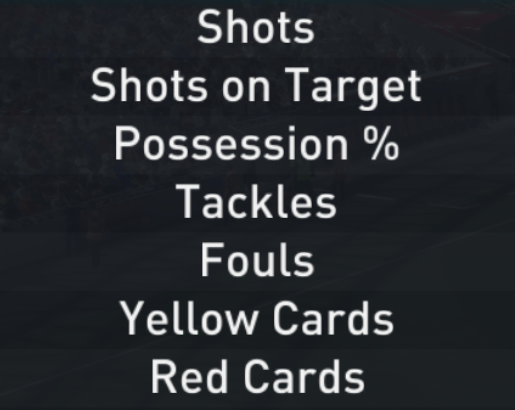 Shots
Shots on Target
Possession %
Tackles
Fouls
Yellow Cards
Red Cards